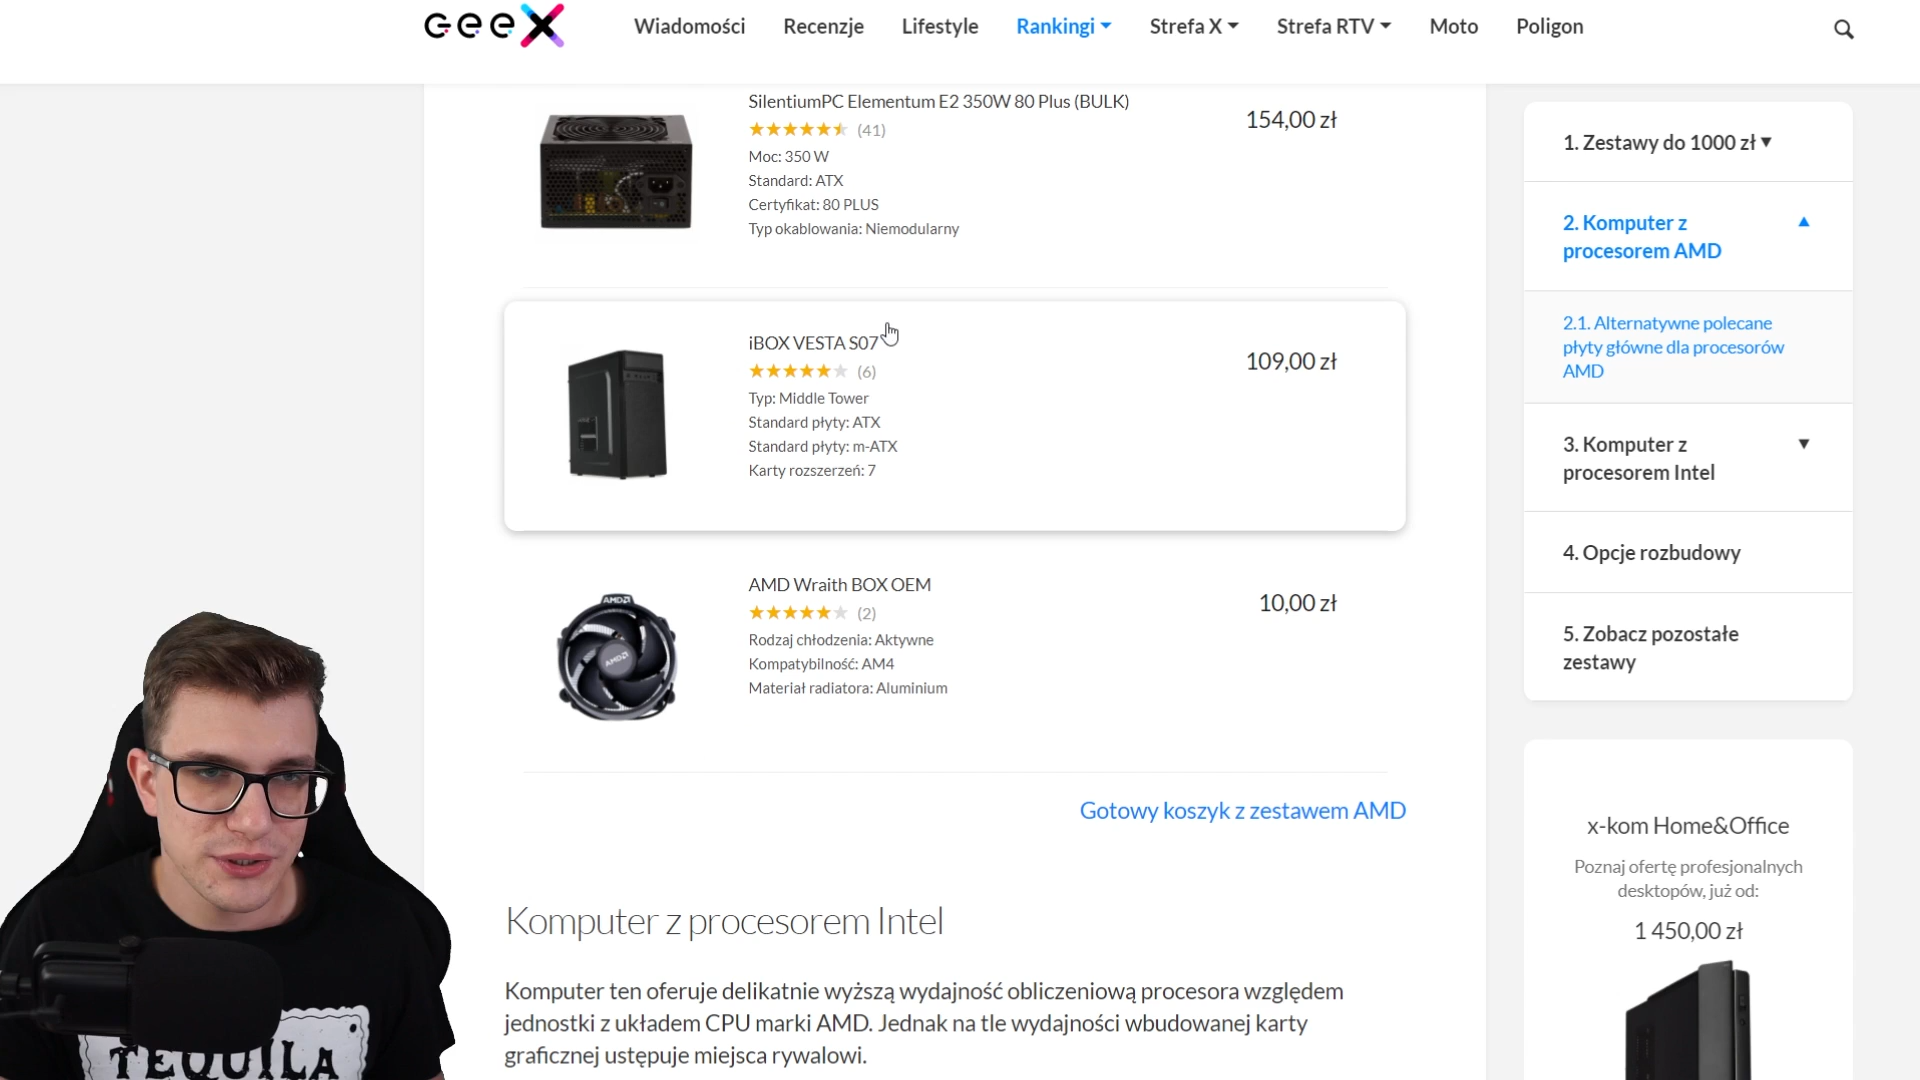 GeeX
Wiadomości
Recenzje
Lifestyle
Rankingi
Strefa X
Strefa RTV
Moto
Poligon
SilentiumPC Elementum E2 350W 80 Plus (BULK)
(41)
Moc: 350 W
Standard: ATX
Certyfikat: 80 PLUS
Typ okablowania: Niemodularny
154,00 zł
iBOX VESTA S07
(6)
Typ: Middle Tower
Standard płyty: ATX
Standard płyty: m-ATX
Karty rozszerzeń: 7
109,00 zł
AMD Wraith BOX OEM
(2)
Rodzaj chłodzenia: Aktywne
Kompatybilność: AM4
Materiał radiatora: Aluminium
10,00 zł
AMD
AMD
Gotowy koszyk z zestawem AMD
Komputer z procesorem Intel
Komputer ten oferuje delikatnie wyższą wydajność obliczeniową procesora względem
jednostki z układem CPU marki AMD. Jednak na tle wydajności wbudowanej karty
graficznej ustępuje miejsca rywalowi.
1. Zestawy do 1000 zł
2. Komputer z
procesorem AMD
2.1. Alternatywne polecane
płyty główne dla procesorów
AMD
3. Komputer z
procesorem Intel
4. Opcje rozbudowy
5. Zobacz pozostałe
zestawy
x-kom Home&Office
Poznaj ofertę profesjonalnych
desktopów, już od:
1 450,00 zł
TEQUILA